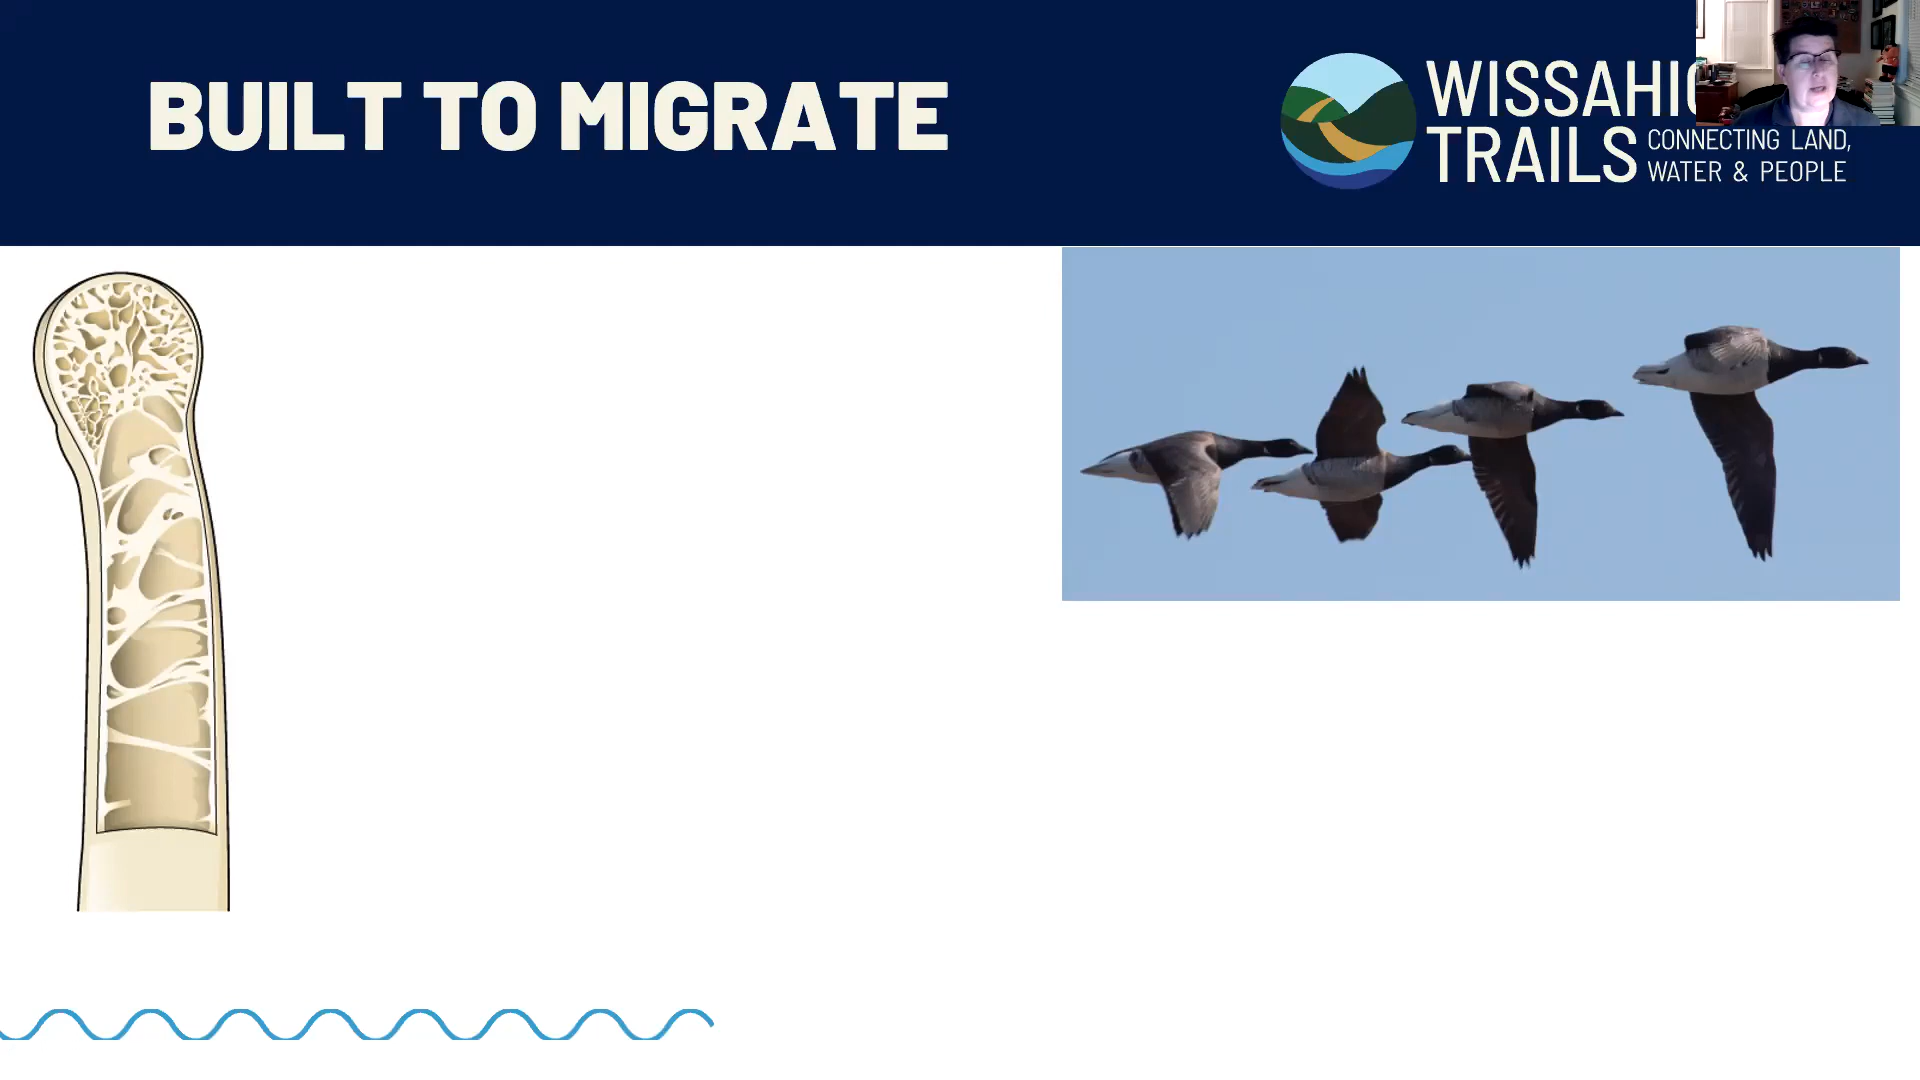 BUILT TO MIGRATE
WISSAHIC
TRAILS
CONNECTING LAND,
WATER & PEOPLE